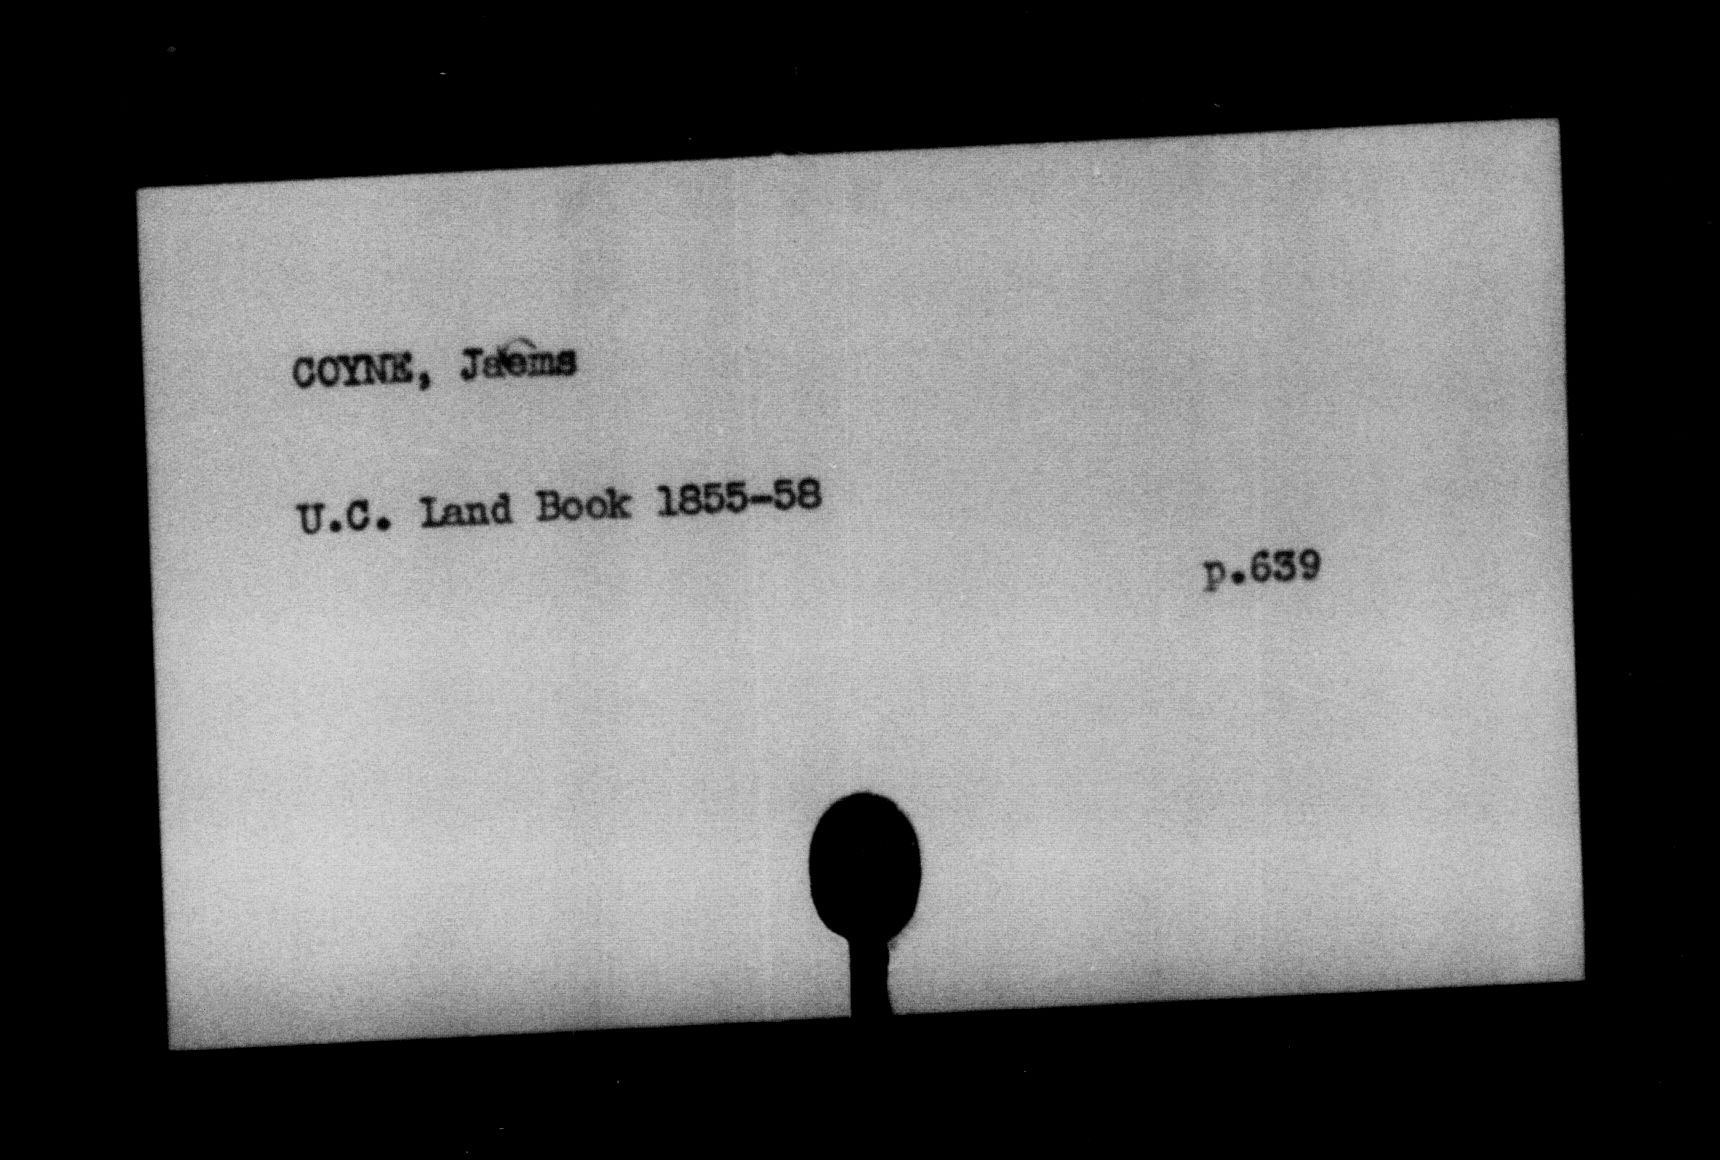 COYNE, Jaems
U.C. Land Book 1855-58
p.639